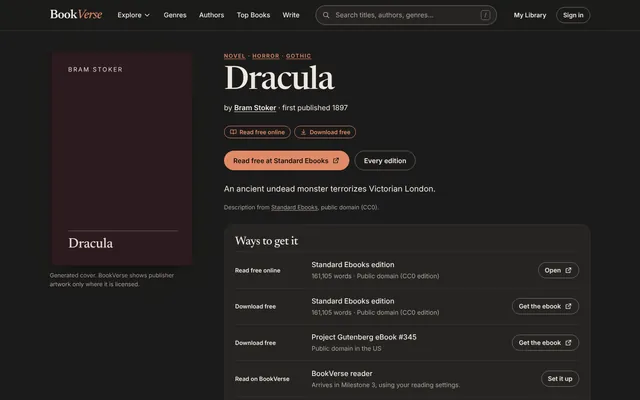 BookVerse
Explore
Genres
Authors
Top Books
Write
Search titles, authors, genres...
/
My Library
Sign in
BRAM STOKER
Dracula
Generated cover. BookVerse shows publisher
artwork only where it is licensed.
NOVEL · HORROR · GOTHIC
Dracula
by Bram Stoker · first published 1897
Read free online
Download free
Read free at Standard Ebooks
Every edition
An ancient undead monster terrorizes Victorian London.
Description from Standard Ebooks, public domain (CC0).
Ways to get it
Read free online
Standard Ebooks edition
161,105 words · Public domain (CC0 edition)
Open
Download free
Standard Ebooks edition
161,105 words · Public domain (CC0 edition)
Get the ebook
Download free
Project Gutenberg eBook #345
Public domain in the US
Get the ebook
Read on BookVerse
BookVerse reader
Arrives in Milestone 3, using your reading settings.
Set it up